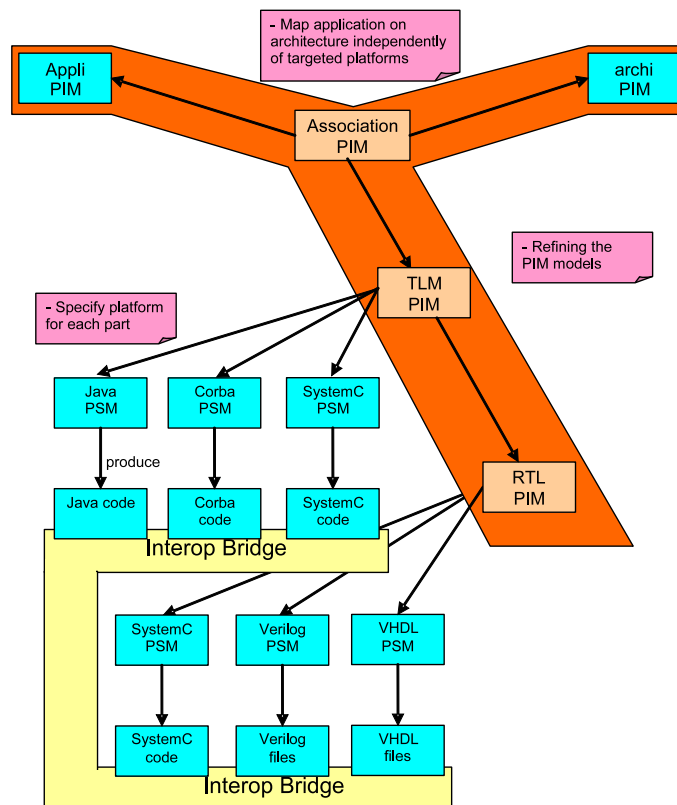 - Map application on
architecture independently
of targeted platforms
Appli
PIM
archi
PIM
Association
PIM
- Refining the
PIM models
TLM
PIM
- Specify platform
for each part
Java
PSM
Corba
PSM
SystemC
PSM
produce
RTL
PIM
Java code
Corba
code
SystemC
code
Interop Bridge
SystemC
PSM
Verilog
PSM
VHDL
PSM
SystemC
code
Verilog
files
VHDL
files
Interop Bridge